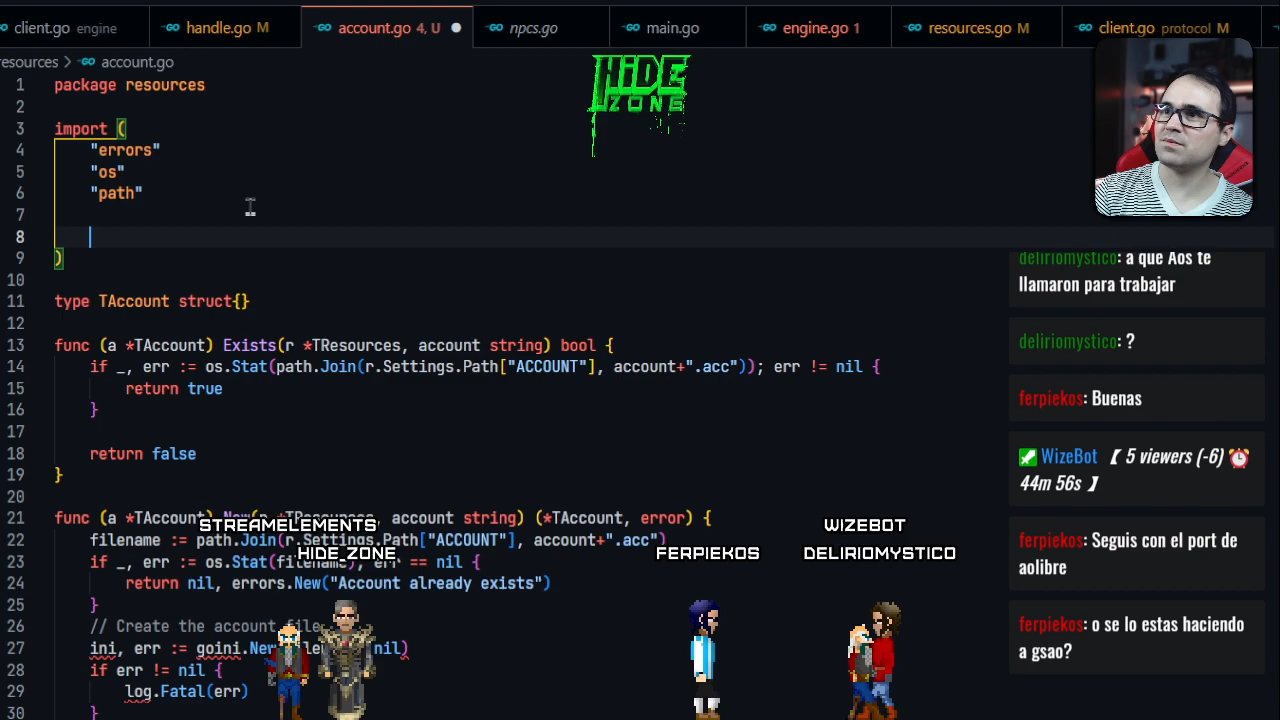 client.go engine
handle.go M
account.go 4, U
npcs.go
main.go
engine.go 1
resources.go M
client.go protocol M
resources > account.go
HiDE
ZONE
1 package resources
2
3 import (
4 "errors"
5 "os"
6 "path"
7
8
9 )
10
11 type TAccount struct{}
12
13 func (a *TAccount) Exists(r *TResources, account string) bool {
14 if _, err := os.Stat(path.Join(r.Settings.Path["ACCOUNT"], account+".acc")); err != nil {
15 return true
16 }
17
18 return false
19 }
20
21 func (a *TAccount) New(r *TResources, account string) (*TAccount, error) {
22 filename := path.Join(r.Settings.Path["ACCOUNT"], account+".acc")
23 if _, err := os.Stat(filename); err == nil {
24 return nil, errors.New("Account already exists")
25 }
26 // Create the account file
27 ini, err := goini.New nil)
28 if err != nil {
29 log.Fatal(err)
30 }
STREAMELEMENTS
HIDE_ZONE
FERPIEKOS
WIZEBOT
DELIRIOMYSTICO
deliriomystico: a que Aos te
llamaron para trabajar
deliriomystico: ?
ferpiekos: Buenas
WizeBot 【 5 viewers (-6) ⏰
44m 56s 】
ferpiekos: Seguis con el port de
aolibre
ferpiekos: o se lo estas haciendo
a gsao?